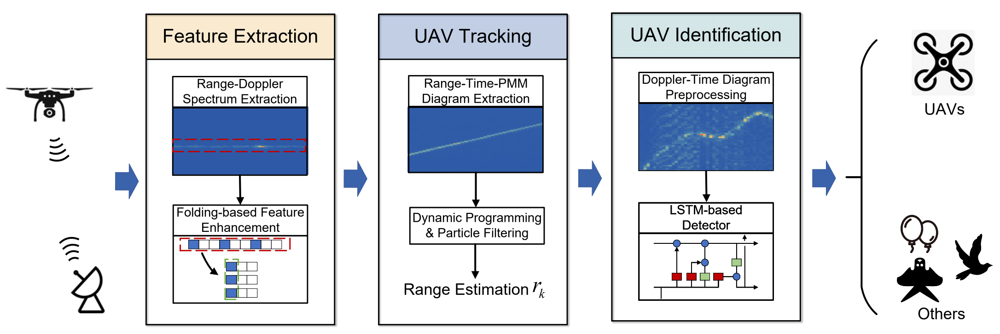 Feature Extraction
Range-Doppler
Spectrum Extraction
Folding-based Feature
Enhancement
UAV Tracking
Range-Time-PMM
Diagram Extraction
Dynamic Programming
& Particle Filtering
Range Estimation r_k
UAV Identification
Doppler-Time Diagram
Preprocessing
LSTM-based
Detector
UAVs
Others